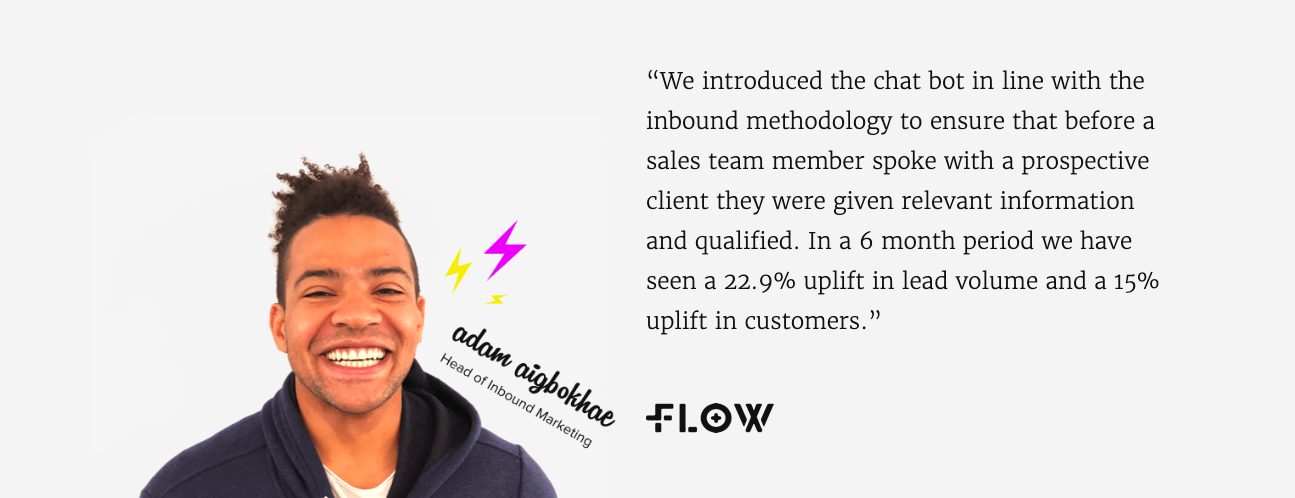 “We introduced the chat bot in line with the
inbound methodology to ensure that before a
sales team member spoke with a prospective
client they were given relevant information
and qualified. In a 6 month period we have
seen a 22.9% uplift in lead volume and a 15%
uplift in customers.”
adam aigbokhae
Head of Inbound Marketing
FLOW